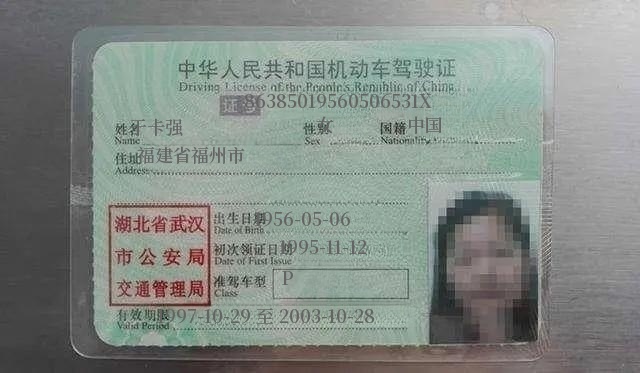 中华人民共和国机动车驾驶证
Driving License of the People's Republic of China
证号 86385019560506531X
姓名 于卡强 性别 女 国籍 中国
Name Sex Nationality
住址 福建省福州市
Address
湖北省武汉
市公安局
交通管理局
出生日期 1956-05-06
Date of Birth
初次领证日期 1995-11-12
Date of First Issue
准驾车型 P
Class
有效期限 1997-10-29 至 2003-10-28
Valid Period